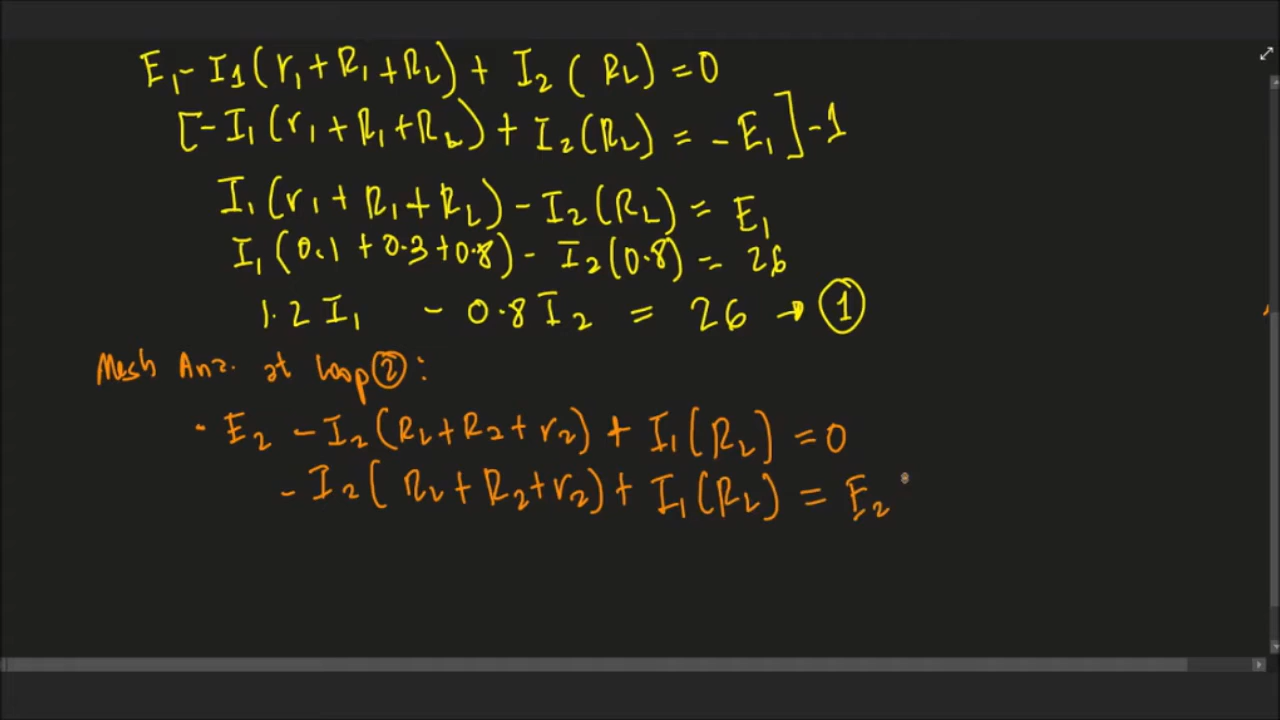 E₁ - I1 (r₁ + R₁ + RL) + I₂ (RL) = 0
[-I₁ (r₁ + R₁ + RL) + I₂ (RL) = -E₁] -1
I₁ (r₁ + R₁ + RL) - I₂ (RL) = E₁
I₁ (0.1 + 0.3 + 0.8) - I₂ (0.8) = 26
1.2 I₁ - 0.8 I₂ = 26 → ①
Mesh Anz. at loop ② :
- E₂ - I₂ (RL + R₂ + r₂) + I₁ (RL) = 0
- I₂ (RL + R₂ + r₂) + I₁ (RL) = E₂